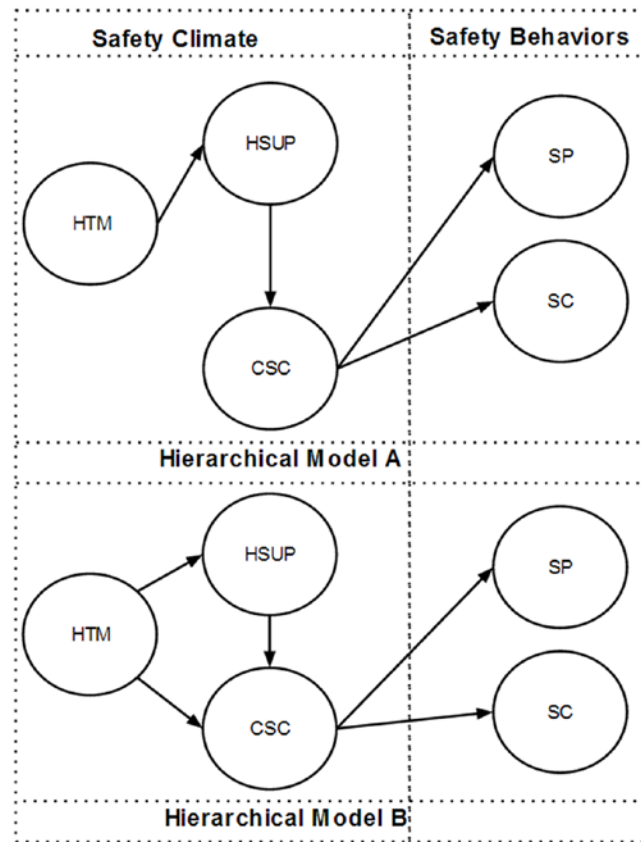 Safety Climate
Safety Behaviors
HSUP
SP
HTM
SC
CSC
Hierarchical Model A
HSUP
SP
HTM
SC
CSC
Hierarchical Model B